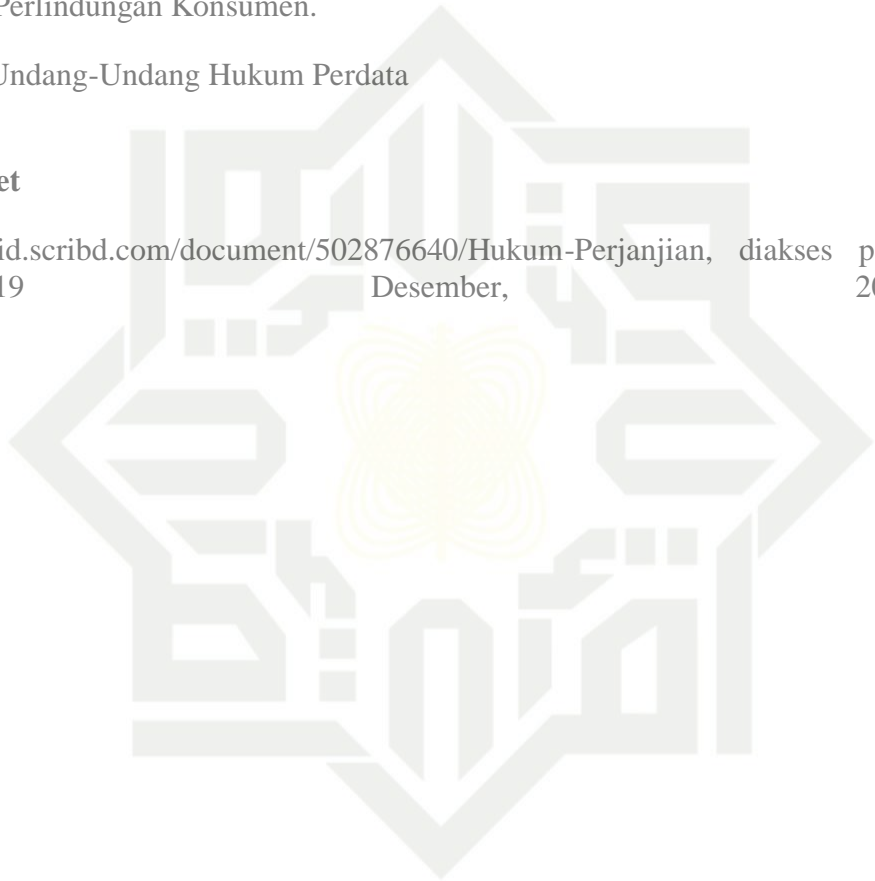 Perlindungan Konsumen.
Undang-Undang Hukum Perdata
et
id.scribd.com/document/502876640/Hukum-Perjanjian, diakses p
19 Desember, 20